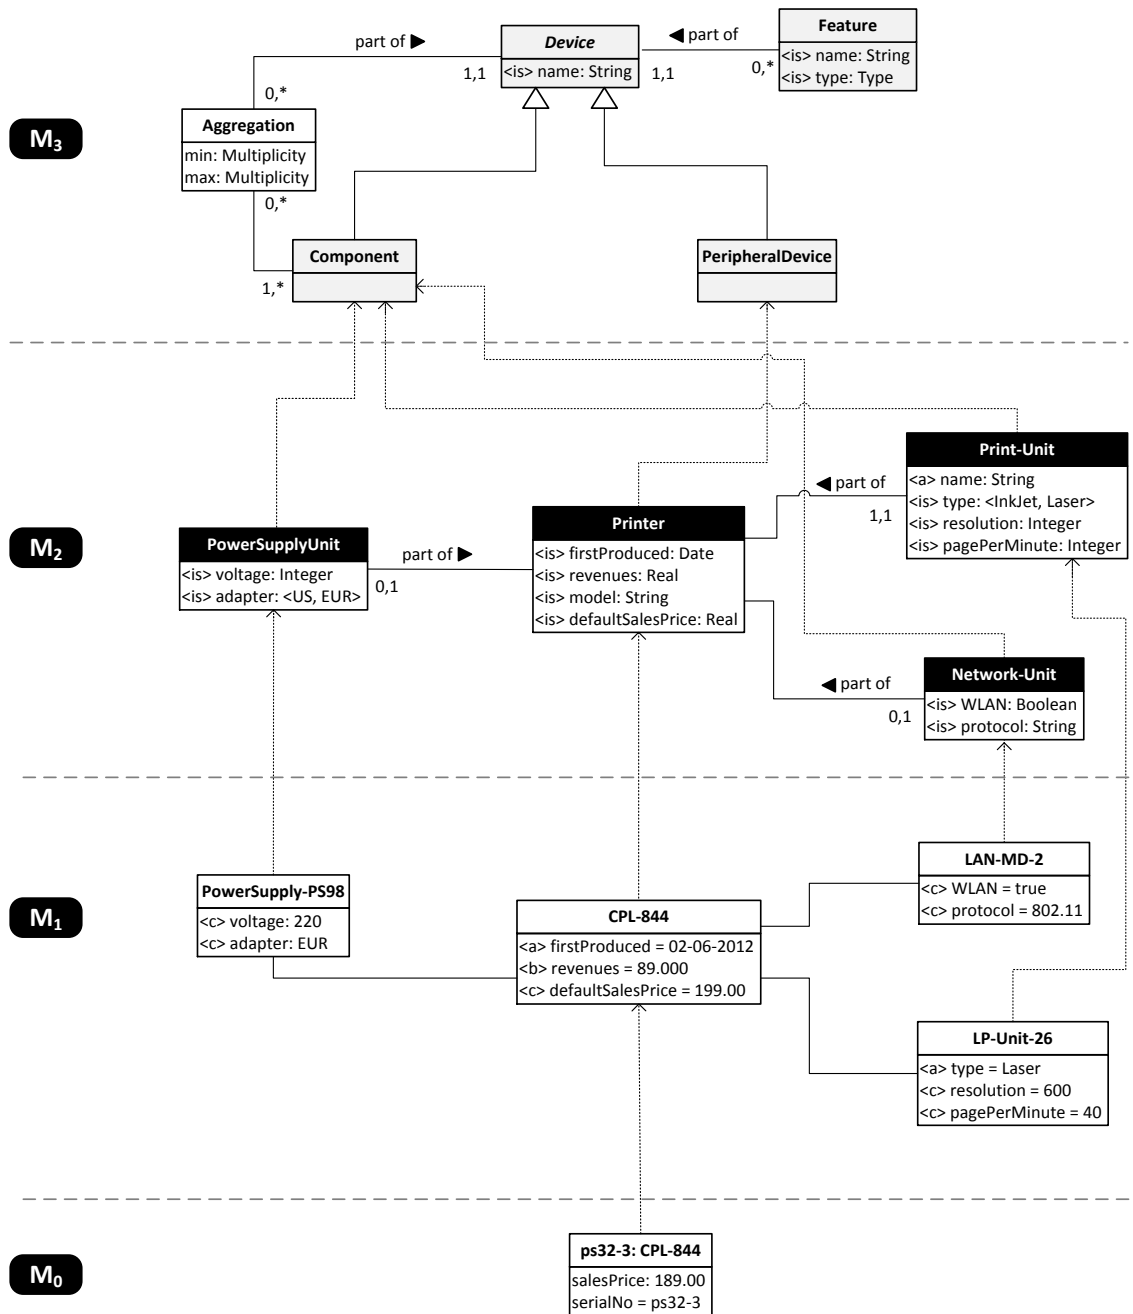 part of ▶
Device
<is> name: String
◀ part of
Feature
<is> name: String
<is> type: Type
1,1
1,1
0,*
0,*
M₃
Aggregation
min: Multiplicity
max: Multiplicity
0,*
Component
1,*
PeripheralDevice
M₂
PowerSupplyUnit
<is> voltage: Integer
<is> adapter: <US, EUR>
part of ▶
0,1
Printer
<is> firstProduced: Date
<is> revenues: Real
<is> model: String
<is> defaultSalesPrice: Real
◀ part of
1,1
Print-Unit
<a> name: String
<is> type: <InkJet, Laser>
<is> resolution: Integer
<is> pagePerMinute: Integer
◀ part of
0,1
Network-Unit
<is> WLAN: Boolean
<is> protocol: String
M₁
PowerSupply-PS98
<c> voltage: 220
<c> adapter: EUR
CPL-844
<a> firstProduced = 02-06-2012
<b> revenues = 89.000
<c> defaultSalesPrice = 199.00
LAN-MD-2
<c> WLAN = true
<c> protocol = 802.11
LP-Unit-26
<a> type = Laser
<c> resolution = 600
<c> pagePerMinute = 40
M₀
ps32-3: CPL-844
salesPrice: 189.00
serialNo = ps32-3